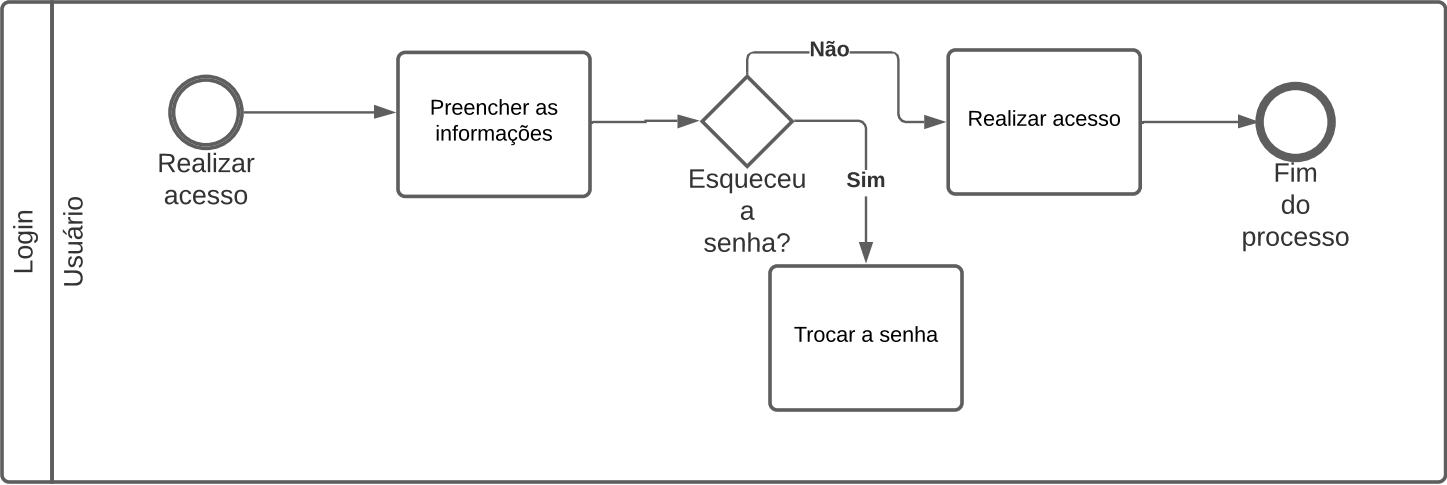 Login
Usuário
Realizar
acesso
Preencher as
informações
Esqueceu
a
senha?
Não
Sim
Realizar acesso
Trocar a senha
Fim
do
processo